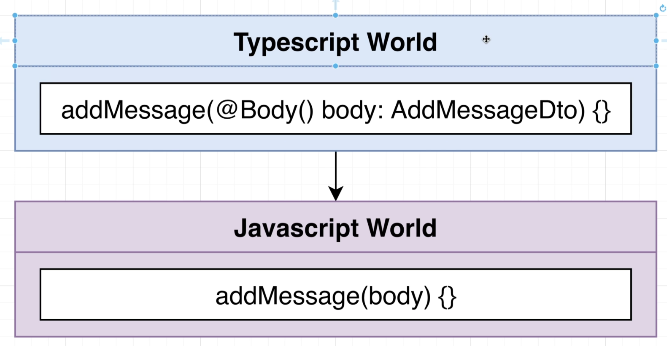 Typescript World
addMessage(@Body() body: AddMessageDto) {}
Javascript World
addMessage(body) {}